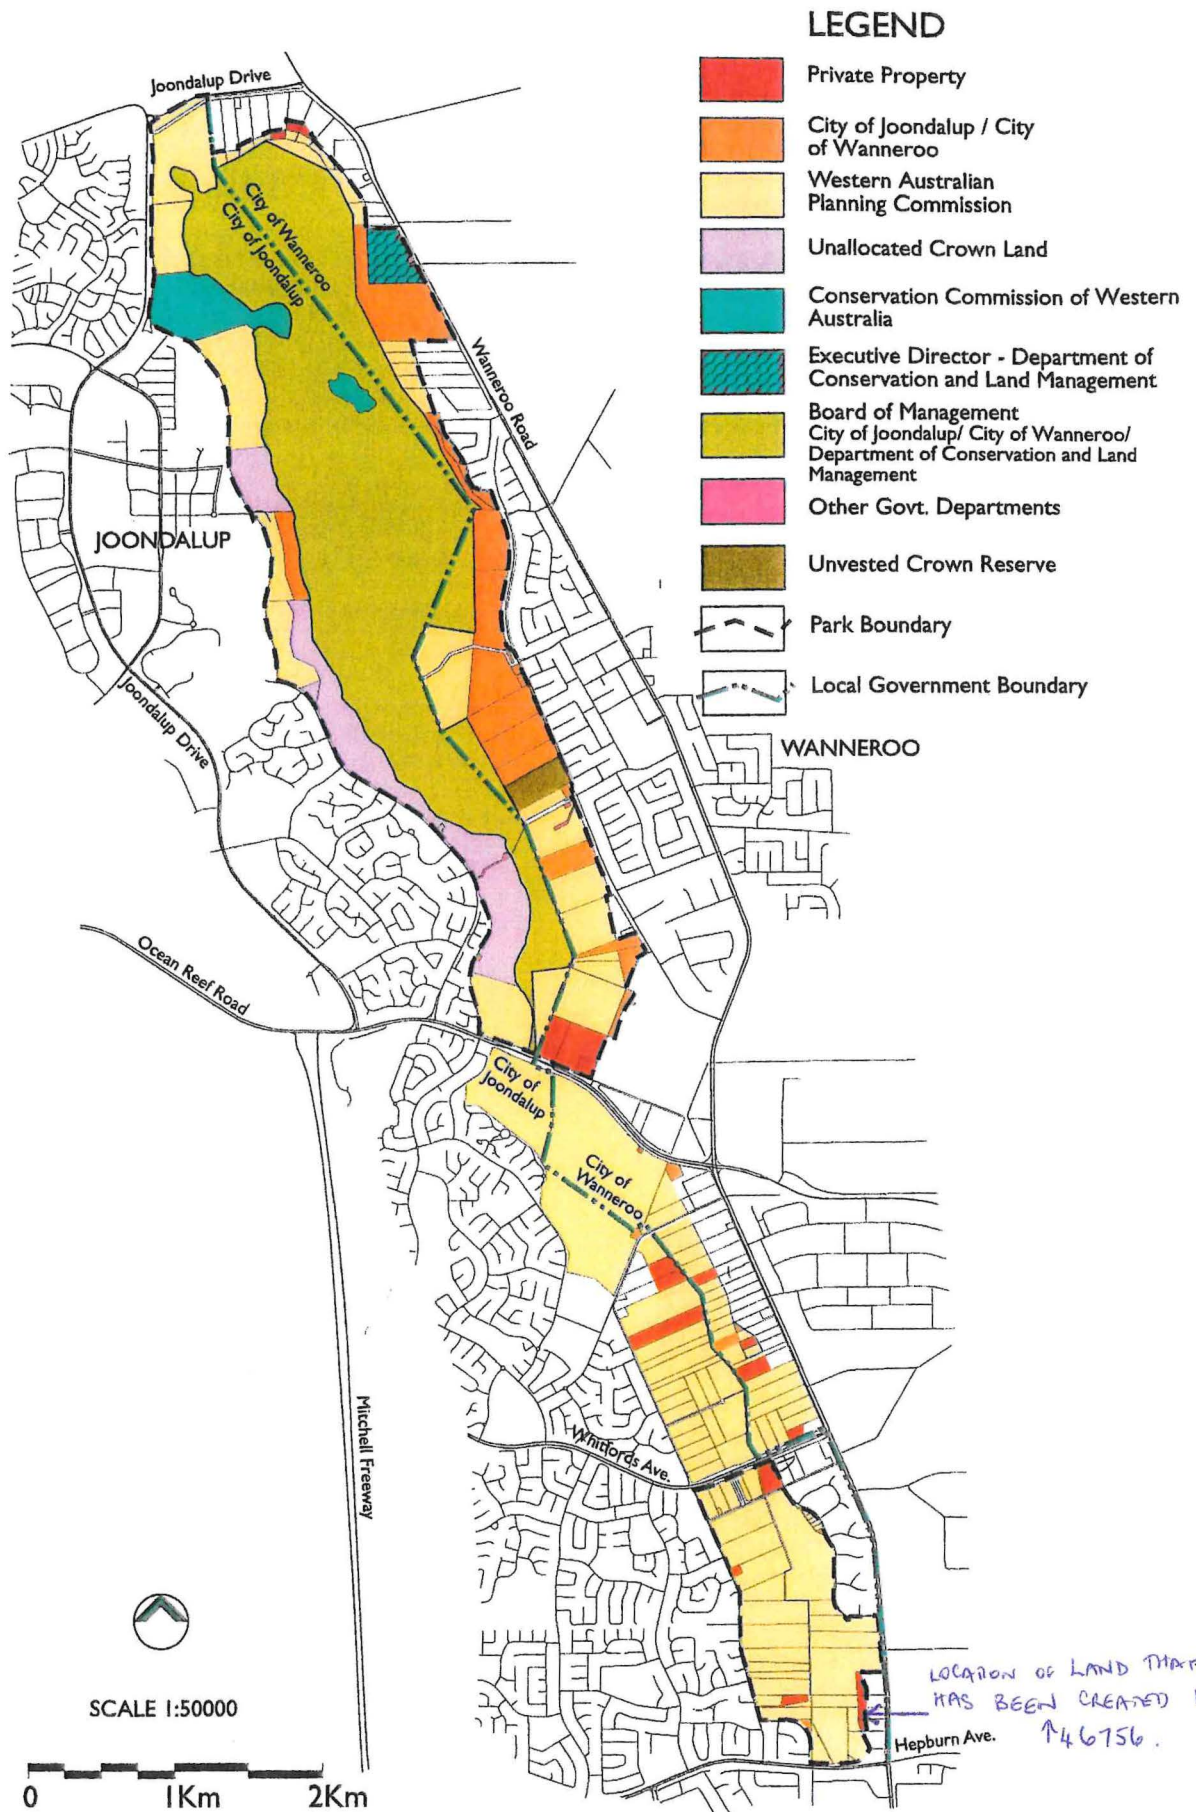 LEGEND
Private Property
City of Joondalup / City
of Wanneroo
Western Australian
Planning Commission
Unallocated Crown Land
Conservation Commission of Western
Australia
Executive Director - Department of
Conservation and Land Management
Board of Management
City of Joondalup/ City of Wanneroo/
Department of Conservation and Land
Management
Other Govt. Departments
Unvested Crown Reserve
Park Boundary
Local Government Boundary
Joondalup Drive
City of Wanneroo
City of Joondalup
Wanneroo Road
JOONDALUP
Joondalup Drive
WANNEROO
Ocean Reef Road
City of
Joondalup
City of
Wanneroo
Mitchell Freeway
Whitfords Ave.
LOCATION OF LAND THAT
HAS BEEN CREATED
46756.
Hepburn Ave.
SCALE 1:50000
0 1Km 2Km